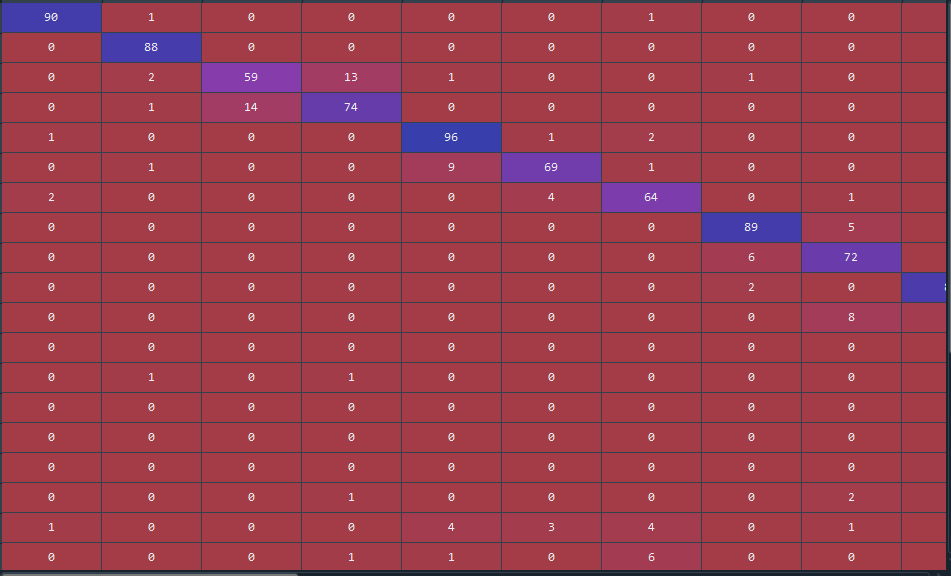 90 1 0 0 0 0 1 0 0
0 88 0 0 0 0 0 0 0
0 2 59 13 1 0 0 1 0
0 1 14 74 0 0 0 0 0
1 0 0 0 96 1 2 0 0
0 1 0 0 9 69 1 0 0
2 0 0 0 0 4 64 0 1
0 0 0 0 0 0 0 89 5
0 0 0 0 0 0 0 6 72
0 0 0 0 0 0 0 2 0
0 0 0 0 0 0 0 0 8
0 0 0 0 0 0 0 0 0
0 1 0 1 0 0 0 0 0
0 0 0 0 0 0 0 0 0
0 0 0 0 0 0 0 0 0
0 0 0 0 0 0 0 0 0
0 0 0 1 0 0 0 0 2
1 0 0 0 4 3 4 0 1
0 0 0 1 1 0 6 0 0